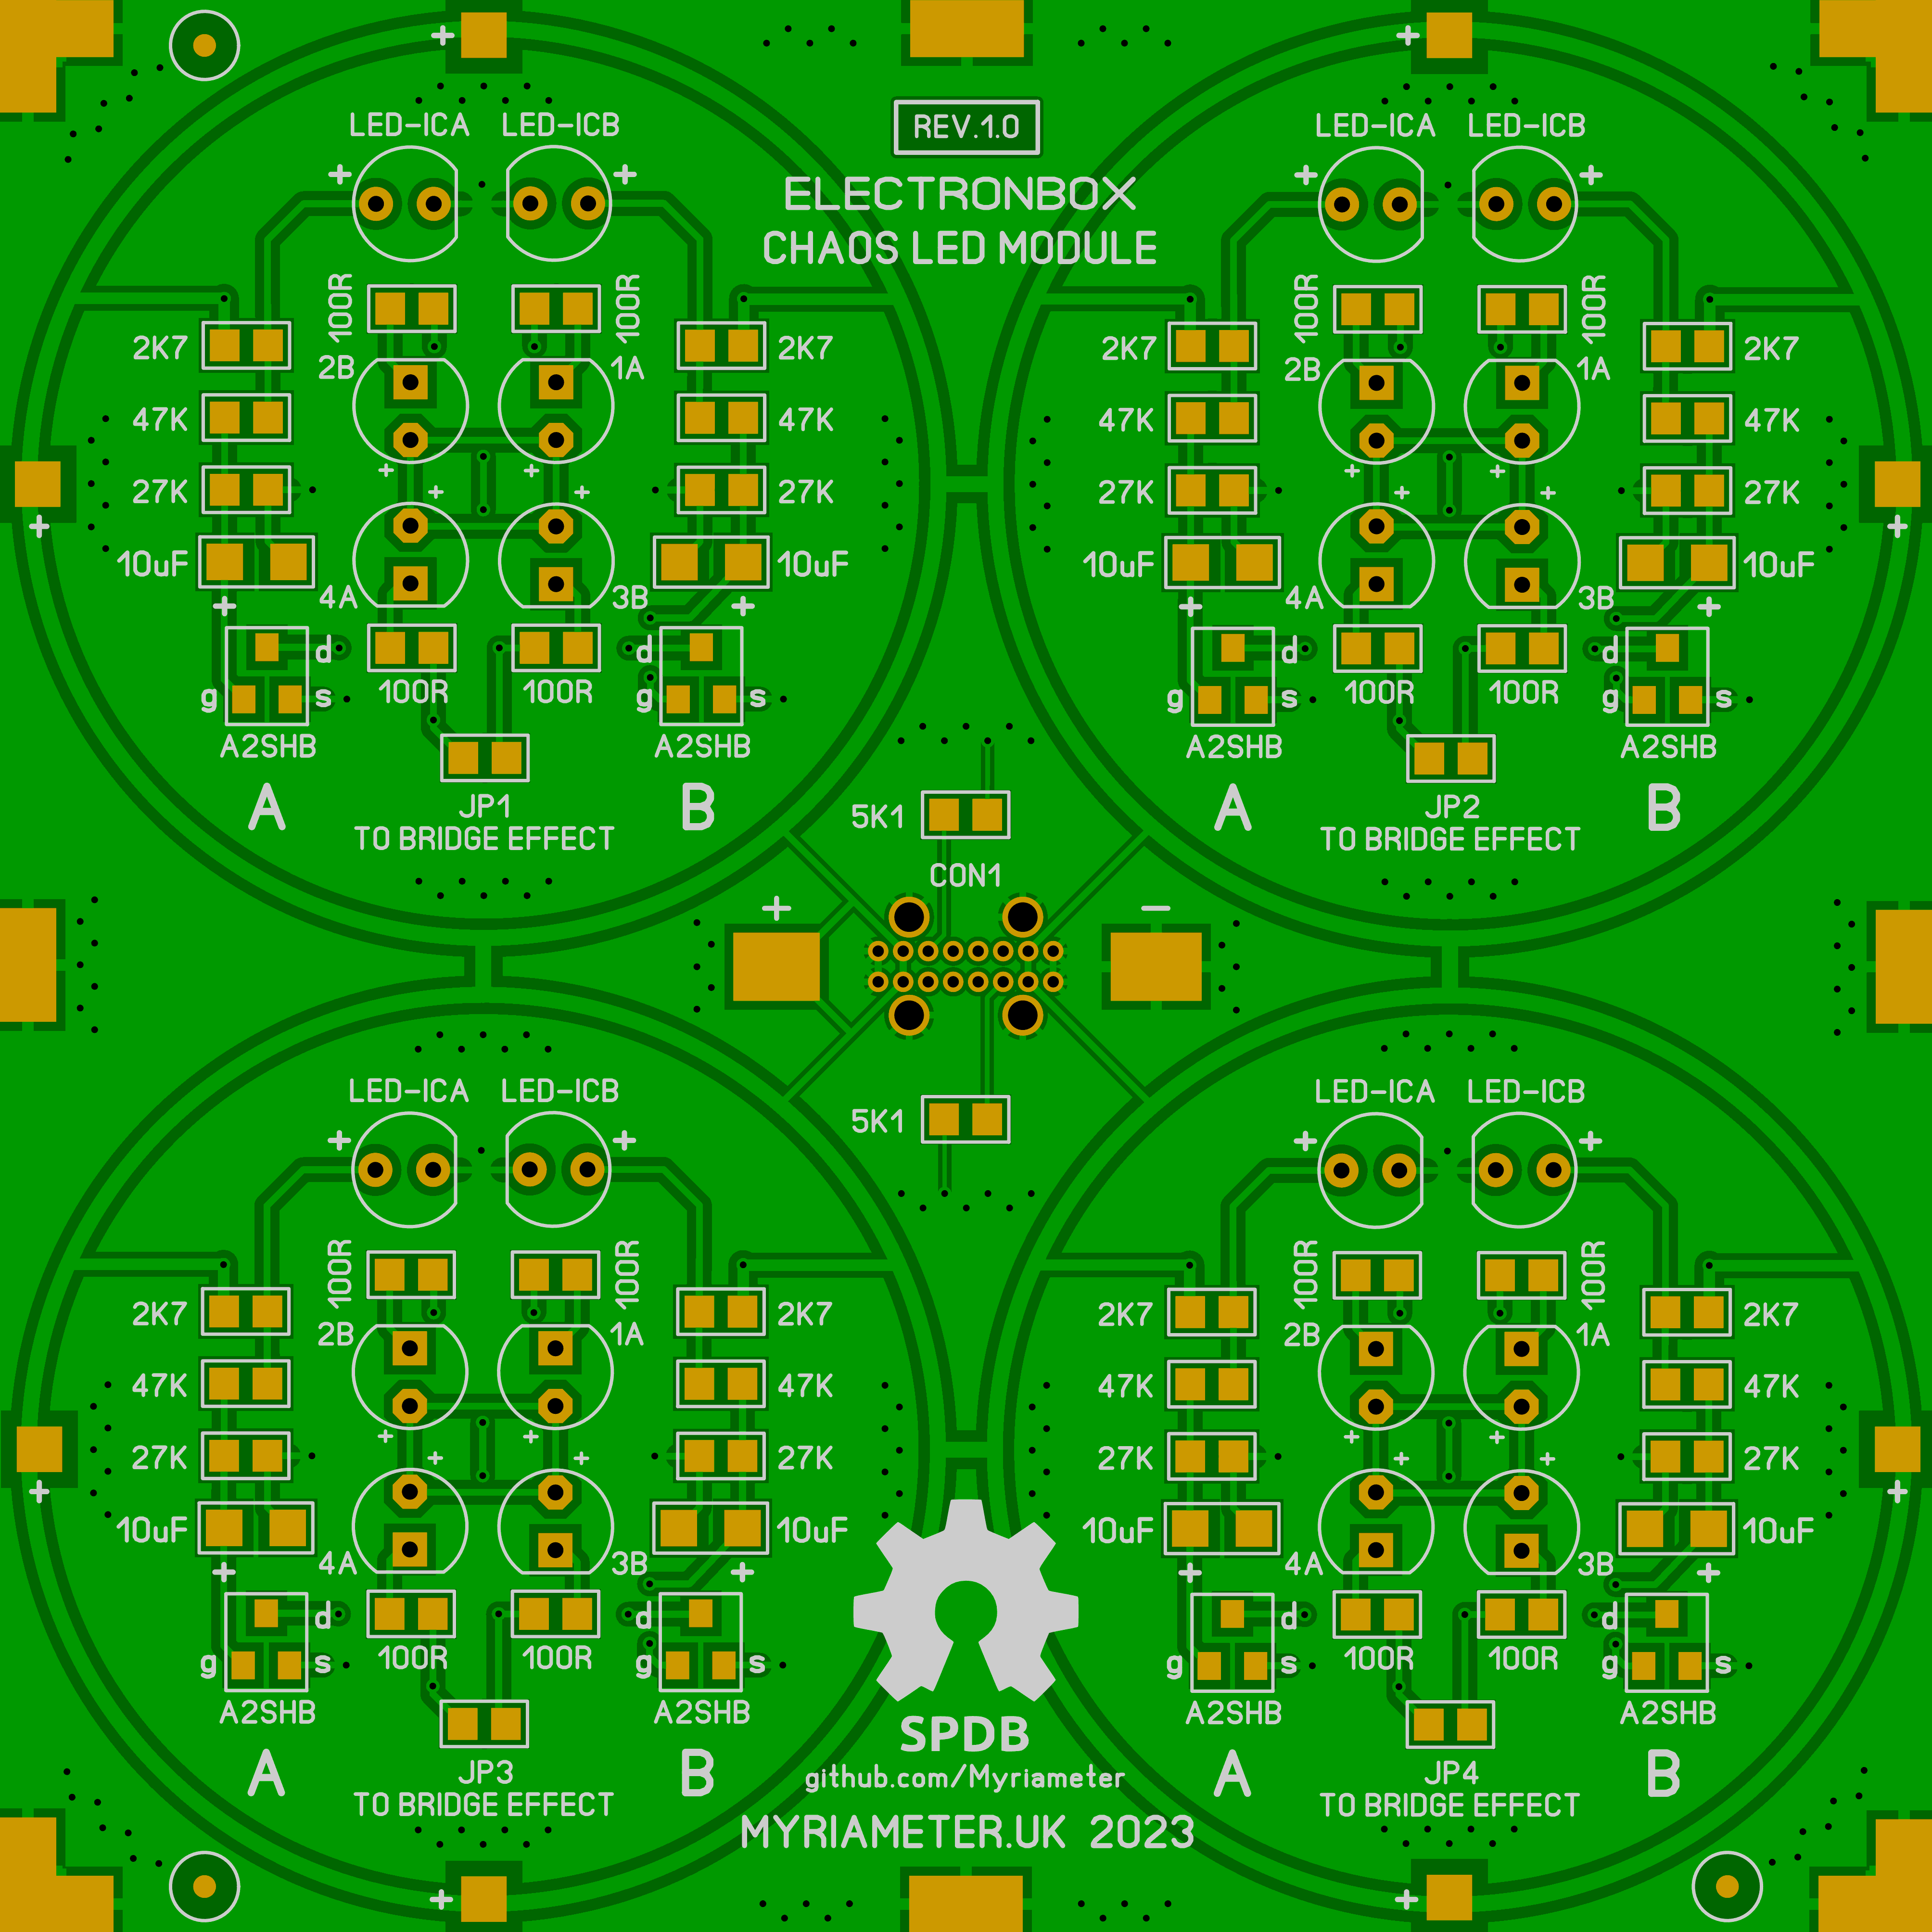 + +
LED-ICA LED-ICB REV.1.0 LED-ICA LED-ICB
+ + ELECTRONBOX + +
CHAOS LED MODULE
100R 100R 100R 100R
2K7 2K7 2K7 2K7
2B 1A 2B 1A
47K 47K 47K 47K
+ + + +
27K + + 27K 27K + + 27K
+ +
10uF 10uF 10uF 10uF
4A 3B 4A 3B
+ + + +
d d d d
g 100R 100R g s g 100R 100R g s
A2SHB A2SHB A2SHB A2SHB
A JP1 B 5K1 A JP2 B
TO BRIDGE EFFECT TO BRIDGE EFFECT
CON1
+ −
LED-ICA LED-ICB 5K1 LED-ICA LED-ICB
+ + + +
100R 100R 100R 100R
2K7 2K7 2K7 2K7
2B 1A 2B 1A
47K 47K 47K 47K
+ + + +
27K + + 27K 27K + + 27K
+ +
10uF 10uF 10uF 10uF
4A 3B 4A 3B
+ + + +
d d d d
g s 100R 100R g s g s 100R 100R g s
A2SHB A2SHB SPDB A2SHB A2SHB
A JP3 B github.com/Myriameter A JP4 B
TO BRIDGE EFFECT TO BRIDGE EFFECT
MYRIAMETER.UK 2023
+ +